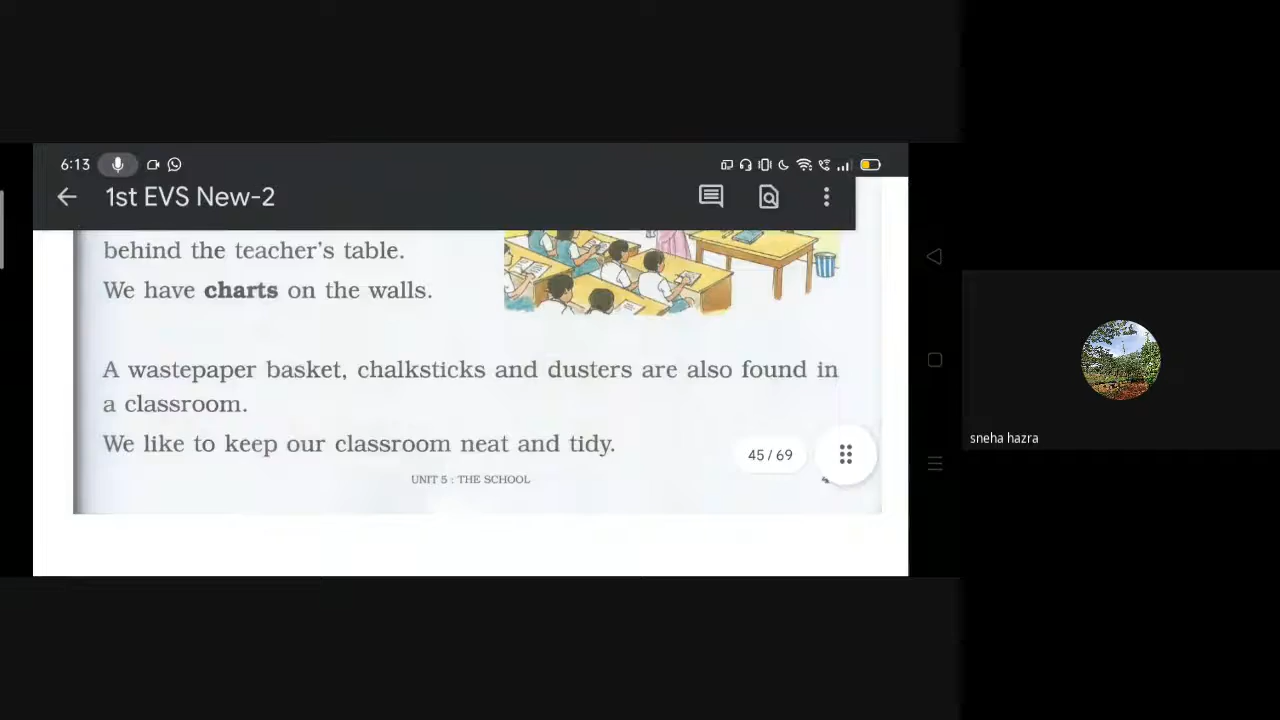 6:13
1st EVS New-2
behind the teacher's table.
We have charts on the walls.
A wastepaper basket, chalksticks and dusters are also found in
a classroom.
We like to keep our classroom neat and tidy.
45 / 69
UNIT 5 : THE SCHOOL
sneha hazra